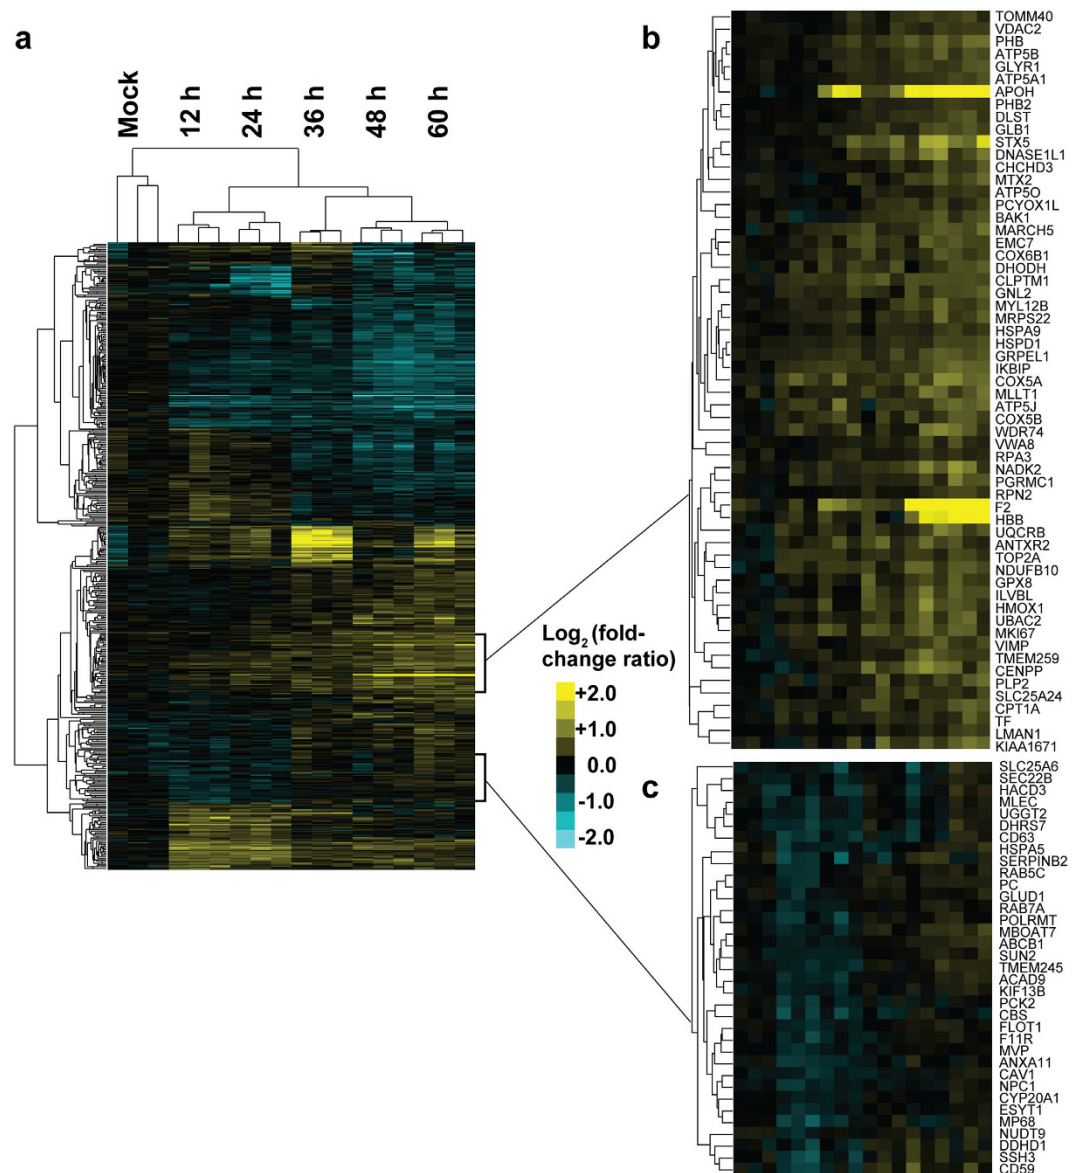 a
Mock
12 h
24 h
36 h
48 h
60 h
Log2 (fold-
change ratio)
+2.0
+1.0
0.0
-1.0
-2.0
b
TOMM40
VDAC2
PHB
ATP5B
GLYR1
ATP5A1
APOH
PHB2
DLST
GLB1
STX5
DNASE1L1
CHCHD3
MTX2
ATP5O
PCYOX1L
BAK1
MARCH5
EMC7
COX6B1
DHODH
CLPTM1
GNL2
MYL12B
MRPS22
HSPA9
HSPD1
GRPEL1
IKBIP
COX5A
MLLT1
ATP5J
COX5B
WDR74
VWA8
RPA3
NADK2
PGRMC1
RPN2
F2
HBB
UQCRB
ANTXR2
TOP2A
NDUFB10
GPX8
ILVBL
HMOX1
UBAC2
MKI67
VIMP
TMEM259
CENPP
PLP2
SLC25A24
CPT1A
TF
LMAN1
KIAA1671
c
SLC25A6
SEC22B
HACD3
MLEC
UGGT2
DHRS7
CD63
HSPA5
SERPINB2
RAB5C
PC
GLUD1
RAB7A
POLRMT
MBOAT7
ABCB1
SUN2
TMEM245
ACAD9
KIF13B
PCK2
CBS
FLOT1
F11R
MVP
ANXA11
CAV1
NPC1
CYP20A1
ESYT1
MP68
NUDT9
DDHD1
SSH3
CD59